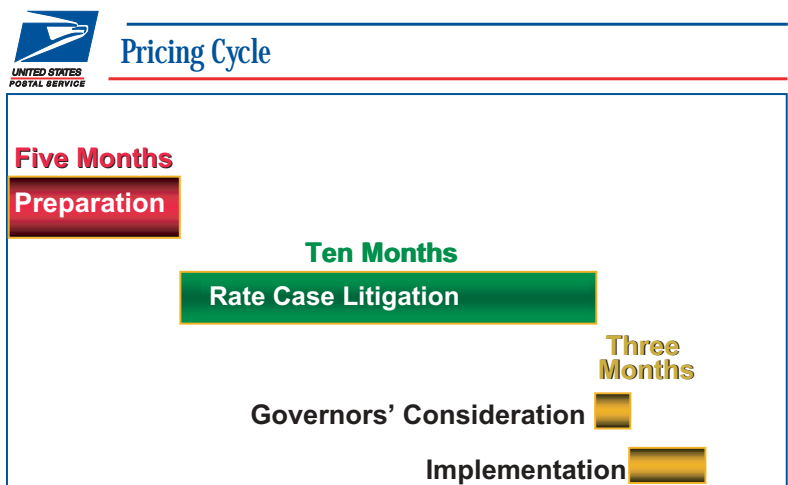 UNITED STATES
POSTAL SERVICE
Pricing Cycle
Five Months
Preparation
Ten Months
Rate Case Litigation
Three
Months
Governors’ Consideration
Implementation